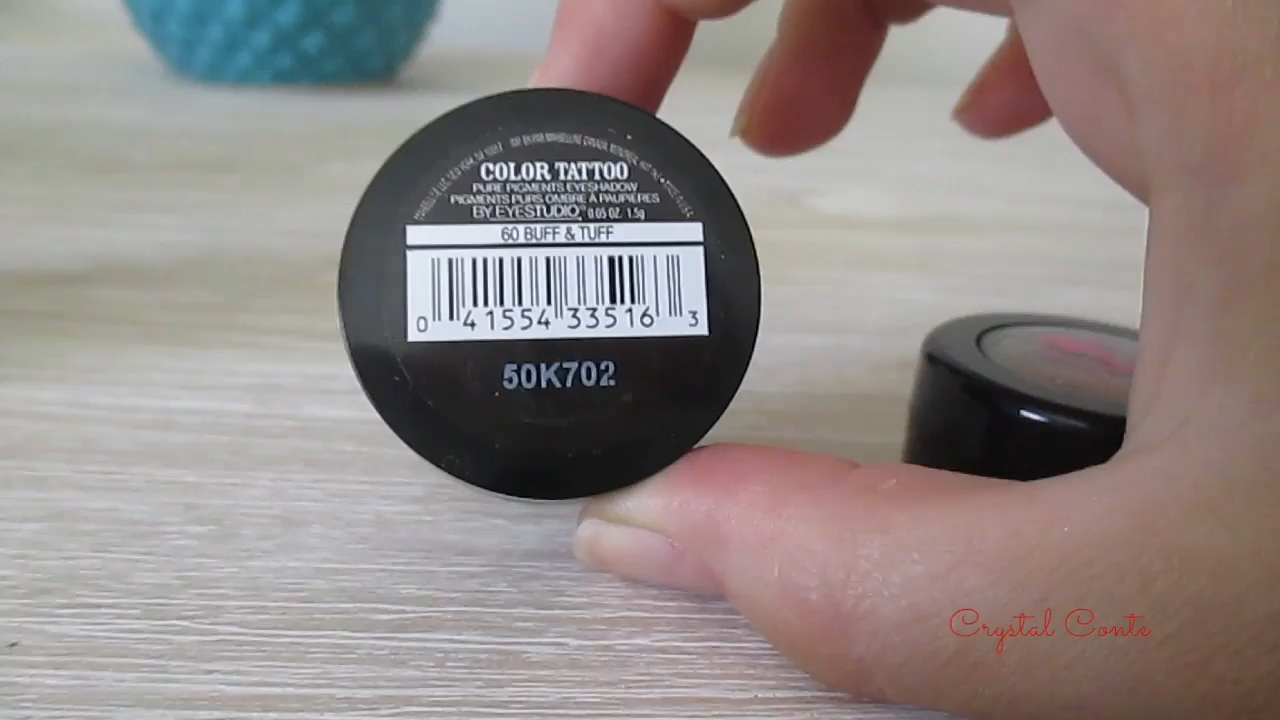 COLOR TATTOO
PURE PIGMENTS EYESHADOW
PIGMENTS PURS OMBRE À PAUPIÈRES
BY EYESTUDIO® 0.05 OZ. 1.5g
60 BUFF & TUFF
0 41554 33516 3
50K702
Crystal Conte